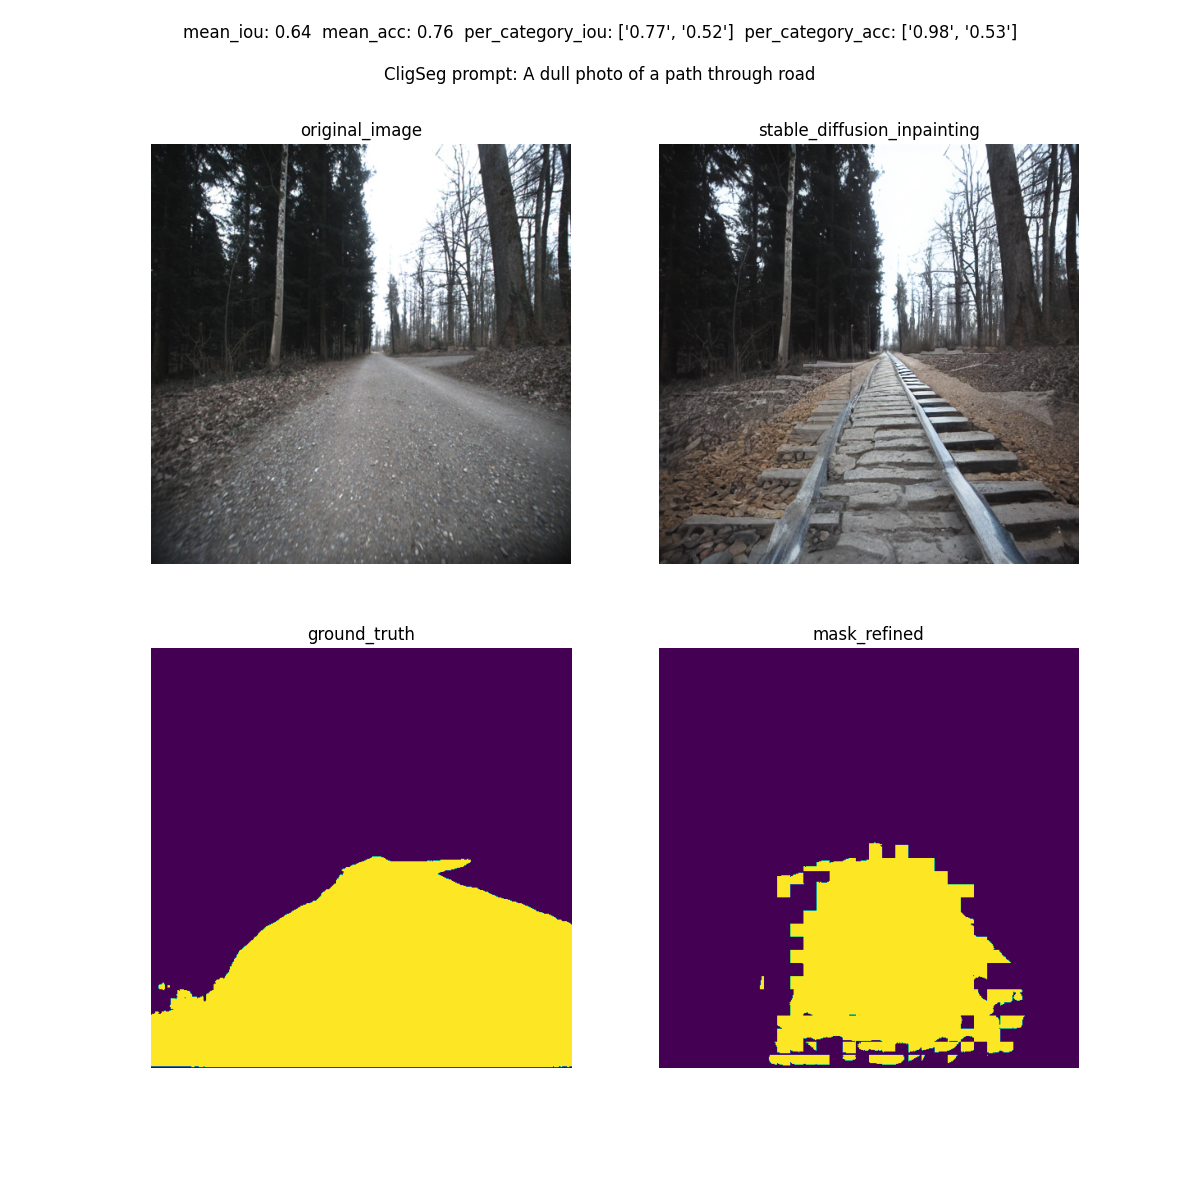 mean_iou: 0.64  mean_acc: 0.76  per_category_iou: ['0.77', '0.52']  per_category_acc: ['0.98', '0.53']
CligSeg prompt: A dull photo of a path through road
original_image
stable_diffusion_inpainting
ground_truth
mask_refined